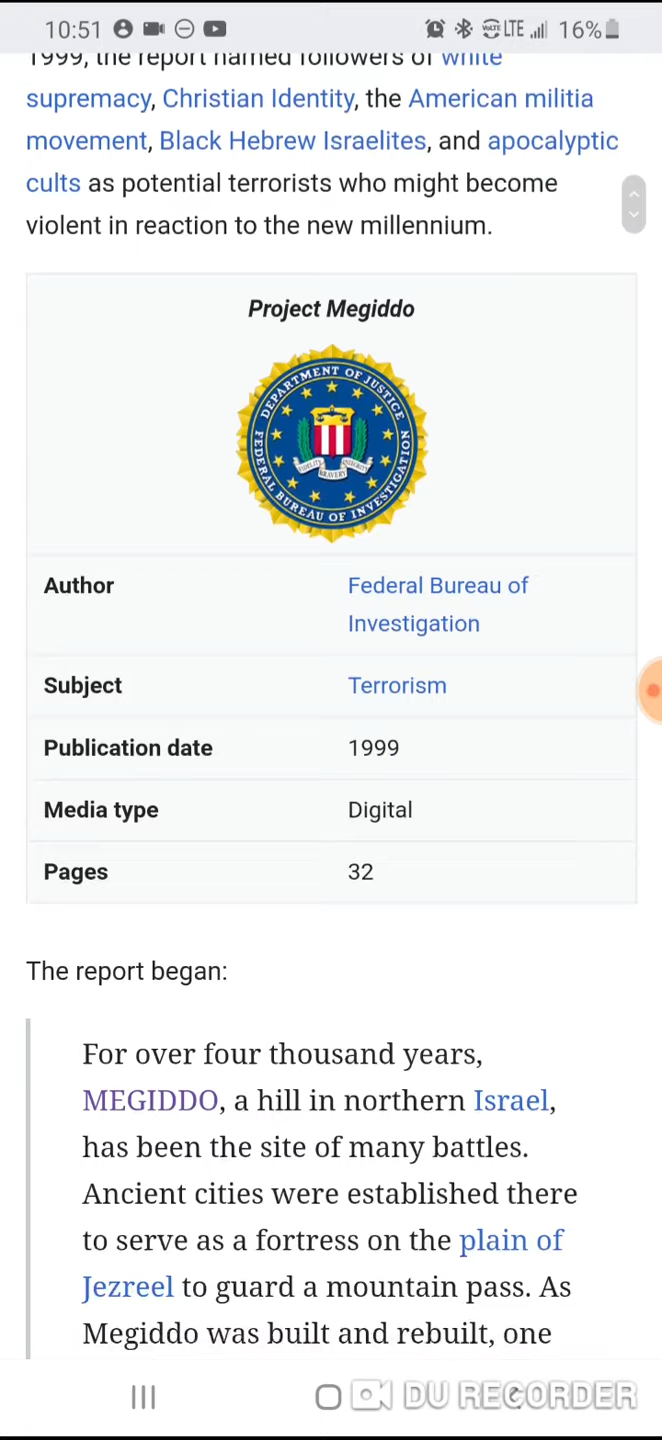 10:51
VoLTE LTE 16%
1999, the report named followers of white
supremacy, Christian Identity, the American militia
movement, Black Hebrew Israelites, and apocalyptic
cults as potential terrorists who might become
violent in reaction to the new millennium.
Project Megiddo
DEPARTMENT OF JUSTICE
FIDELITY BRAVERY INTEGRITY
FEDERAL BUREAU OF INVESTIGATION
Author
Federal Bureau of
Investigation
Subject
Terrorism
Publication date
1999
Media type
Digital
Pages
32
The report began:
For over four thousand years,
MEGIDDO, a hill in northern Israel,
has been the site of many battles.
Ancient cities were established there
to serve as a fortress on the plain of
Jezreel to guard a mountain pass. As
Megiddo was built and rebuilt, one
DU RECORDER